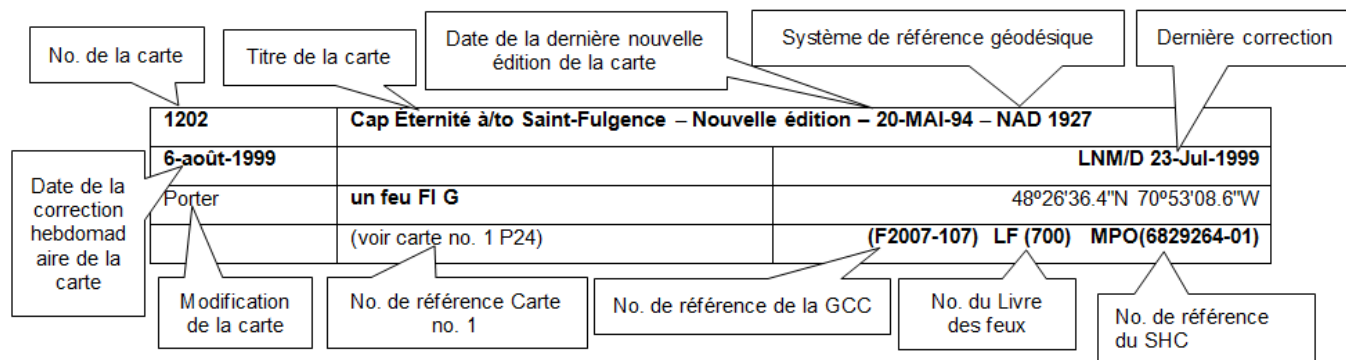 No. de la carte
Titre de la carte
Date de la dernière nouvelle
édition de la carte
Système de référence géodésique
Dernière correction
1202 Cap Éternité à/to Saint-Fulgence – Nouvelle édition – 20-MAI-94 – NAD 1927
6-août-1999 LNM/D 23-Jul-1999
Porter un feu Fl G 48º26'36.4"N 70º53'08.6"W
(voir carte no. 1 P24) (F2007-107) LF (700) MPO(6829264-01)
Date de la
correction
hebdomad
aire de la
carte
Modification
de la carte
No. de référence Carte
no. 1
No. de référence de la GCC
No. du Livre
des feux
No. de référence
du SHC